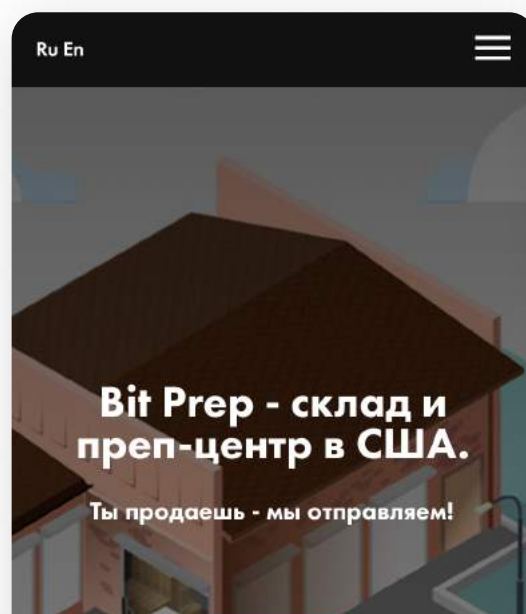 Ru En
Bit Prep - склад и
преп-центр в США.
Ты продаешь - мы отправляем!